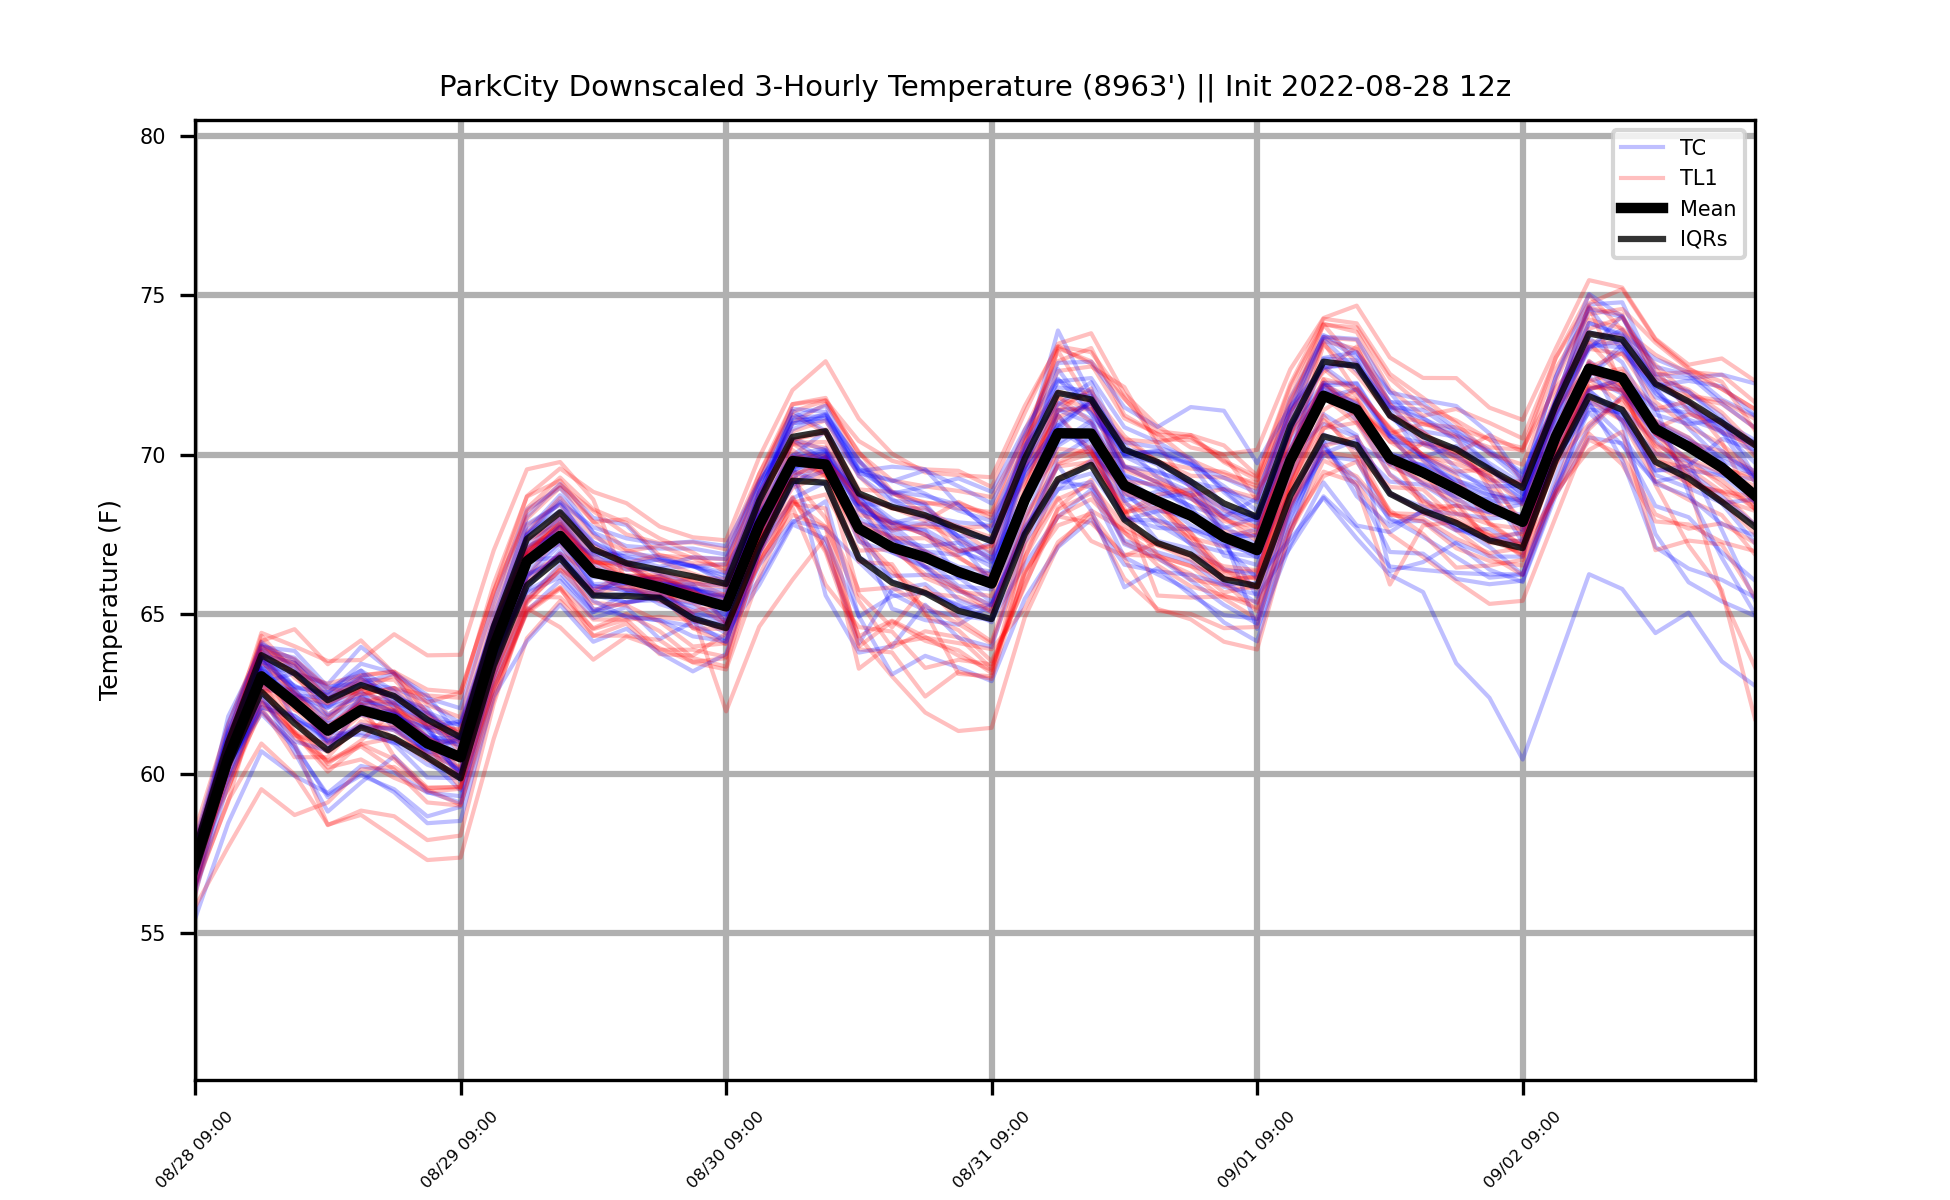 ParkCity Downscaled 3-Hourly Temperature (8963') || Init 2022-08-28 12z
80
75
70
65
60
55
Temperature (F)
TC
TL1
Mean
IQRs
08/28 09:00
08/29 09:00
08/30 09:00
08/31 09:00
09/01 09:00
09/02 09:00